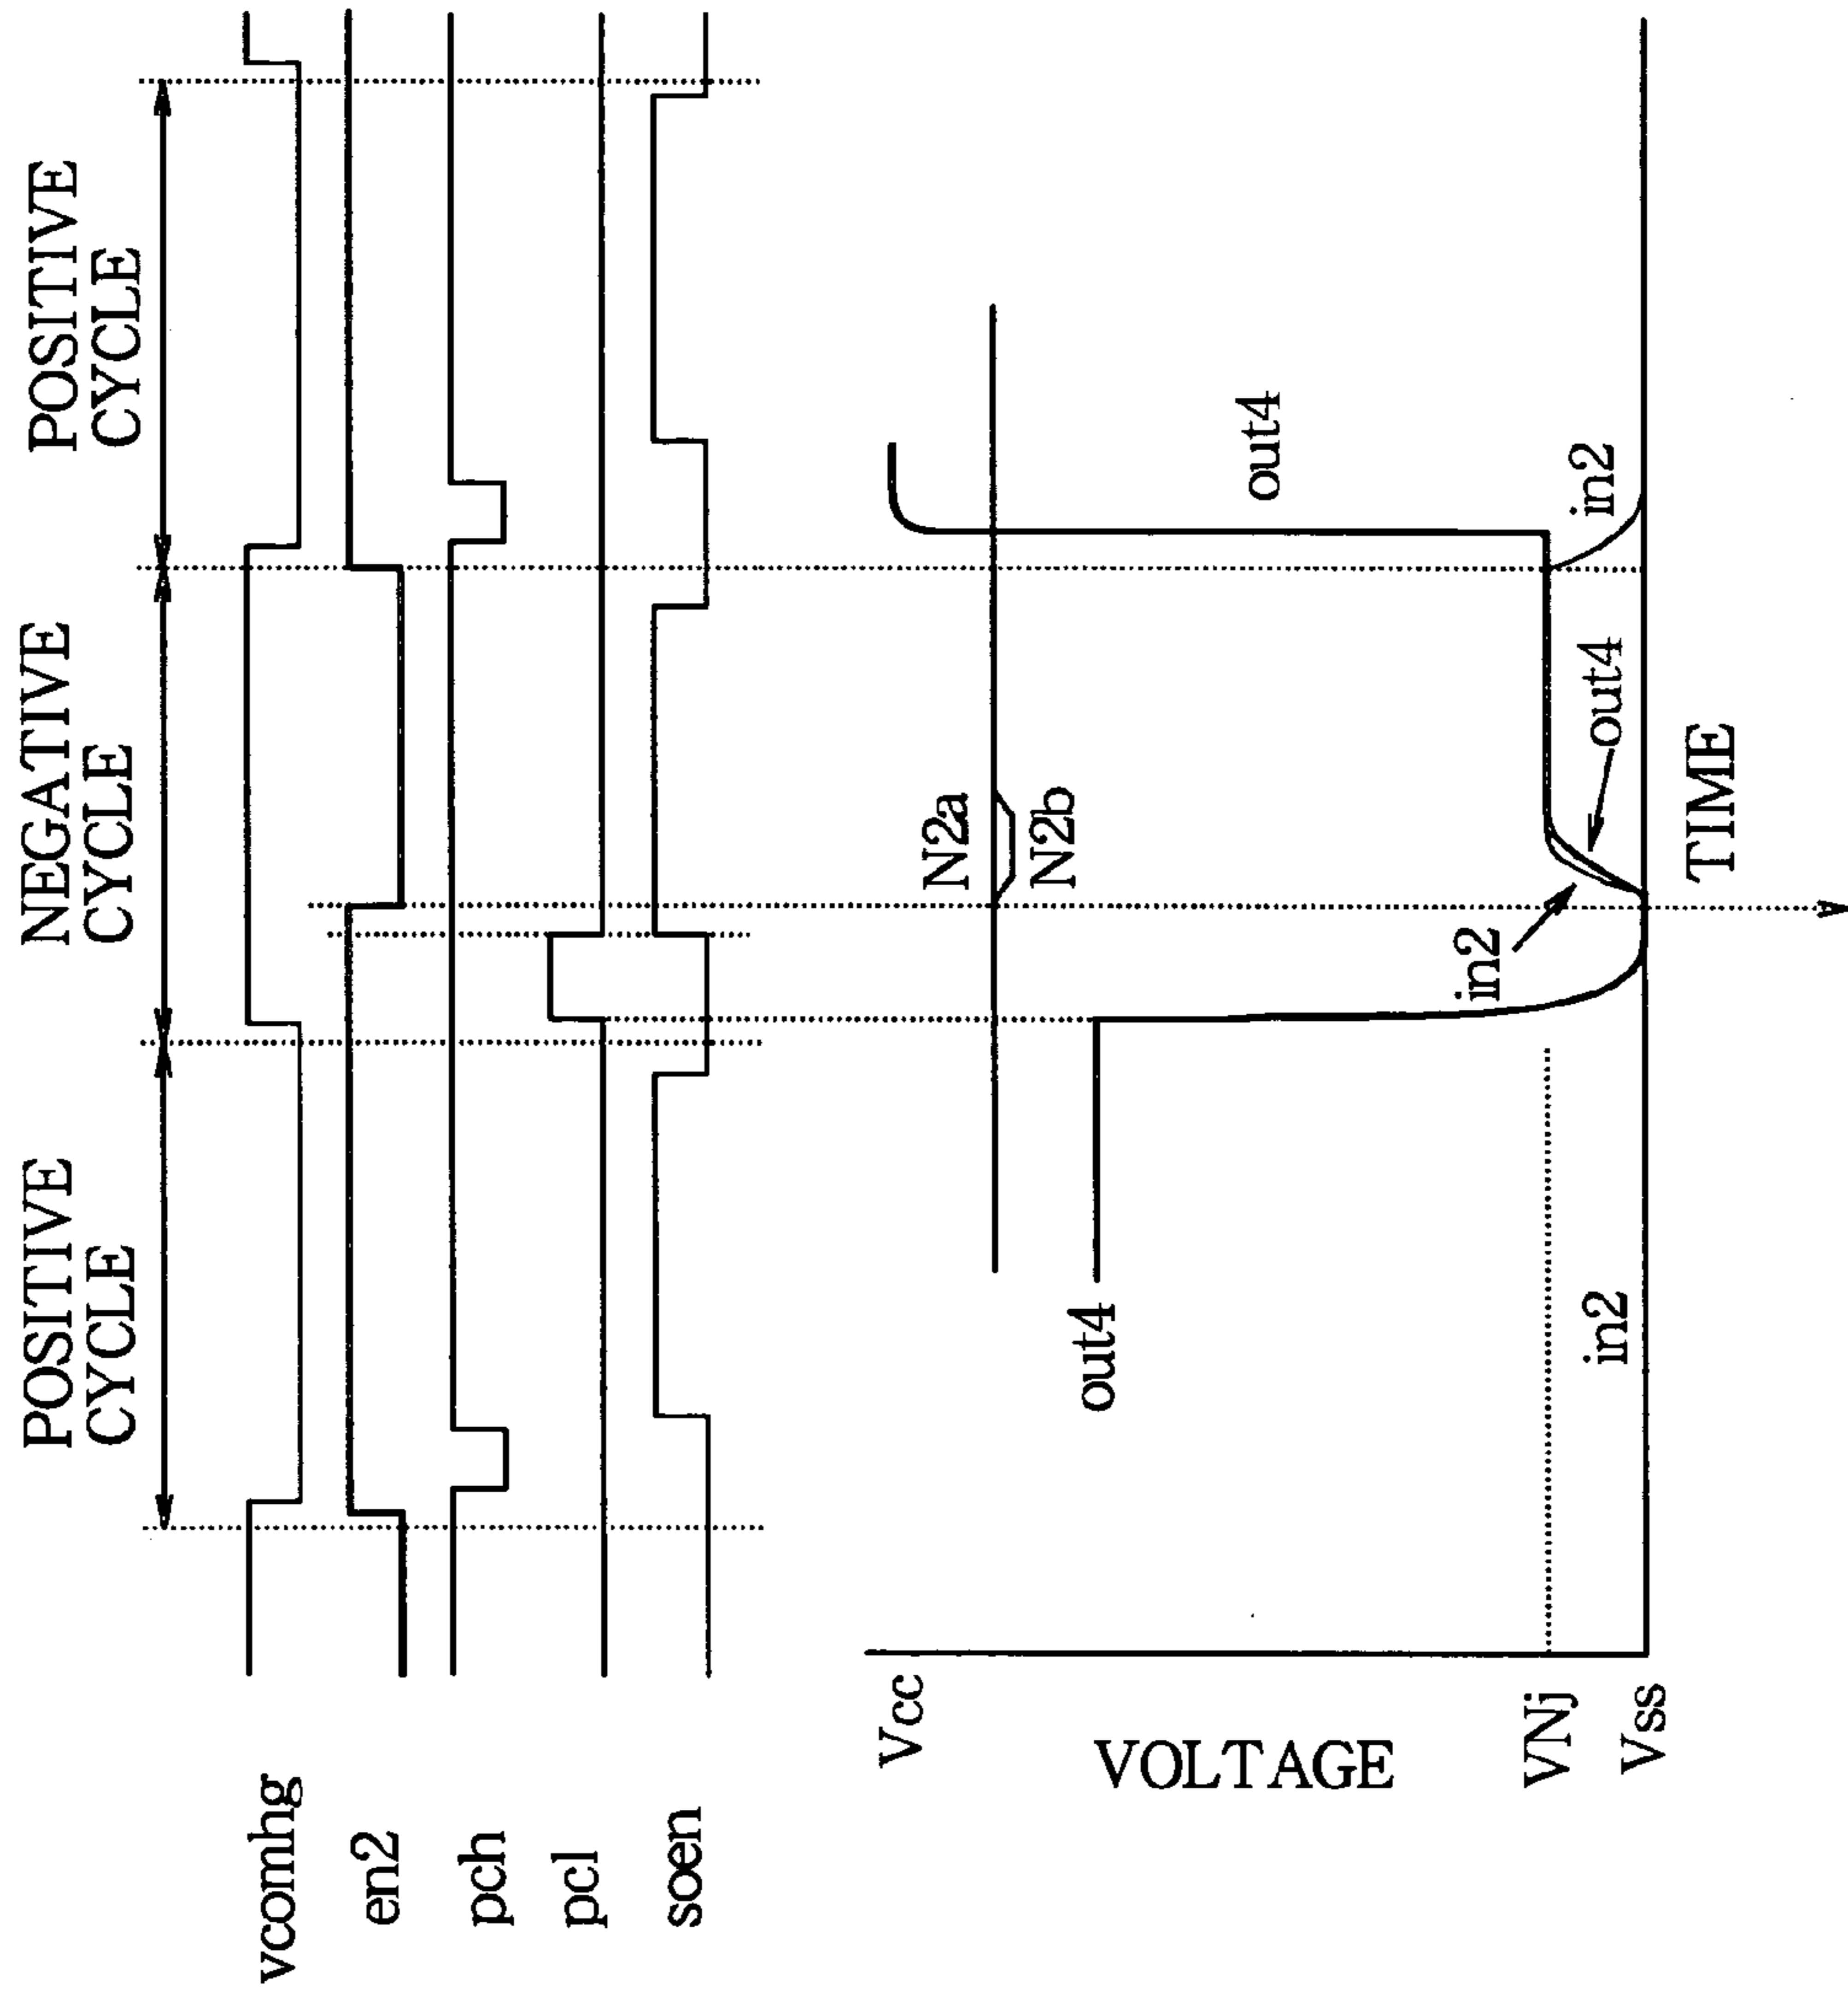 POSITIVE
CYCLE
NEGATIVE
CYCLE
POSITIVE
CYCLE
vcomhg
en2
pch
pcl
soen
Vcc
VOLTAGE
VNj
Vss
N2a
N2b
out4
out4
in2
in2
out4
in2
TIME